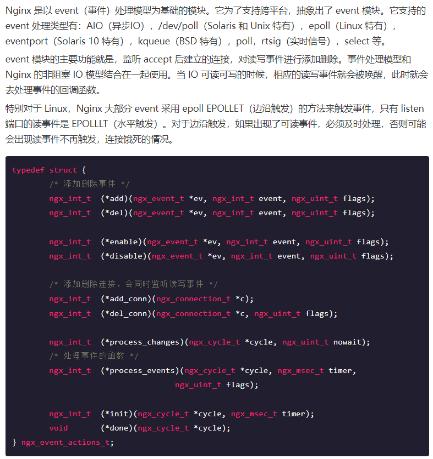 Nginx 是以 event（事件）处理模型为基础的模块。它为了支持跨平台，抽象出了 event 模块。它支持的
event 处理类型有：AIO（异步IO），/dev/poll（Solaris 和 Unix 特有），epoll（Linux 特有），
eventport（Solaris 10 特有），kqueue（BSD 特有），poll，rtsig（实时信号），select 等。
event 模块的主要功能就是，监听 accept 后建立的连接，对读写事件进行添加删除。事件处理模型和
Nginx 的非阻塞 IO 模型结合在一起使用。当 IO 可读可写的时候，相应的读写事件就会被唤醒，此时就会
去处理事件的回调函数。
特别对于 Linux，Nginx 大部分 event 采用 epoll EPOLLET（边沿触发）的方法来触发事件，只有 listen
端口的读事件是 EPOLLLT（水平触发）。对于边沿触发，如果出现了可读事件，必须及时处理，否则可能
会出现读事件不再触发，连接饿死的情况。
typedef struct {
/* 添加删除事件 */
ngx_int_t (*add)(ngx_event_t *ev, ngx_int_t event, ngx_uint_t flags);
ngx_int_t (*del)(ngx_event_t *ev, ngx_int_t event, ngx_uint_t flags);
ngx_int_t (*enable)(ngx_event_t *ev, ngx_int_t event, ngx_uint_t flags);
ngx_int_t (*disable)(ngx_event_t *ev, ngx_int_t event, ngx_uint_t flags);
/* 添加删除连接，会同时监听读写事件 */
ngx_int_t (*add_conn)(ngx_connection_t *c);
ngx_int_t (*del_conn)(ngx_connection_t *c, ngx_uint_t flags);
ngx_int_t (*process_changes)(ngx_cycle_t *cycle, ngx_uint_t nowait);
/* 处理事件的函数 */
ngx_int_t (*process_events)(ngx_cycle_t *cycle, ngx_msec_t timer,
ngx_uint_t flags);
ngx_int_t (*init)(ngx_cycle_t *cycle, ngx_msec_t timer);
void (*done)(ngx_cycle_t *cycle);
} ngx_event_actions_t;